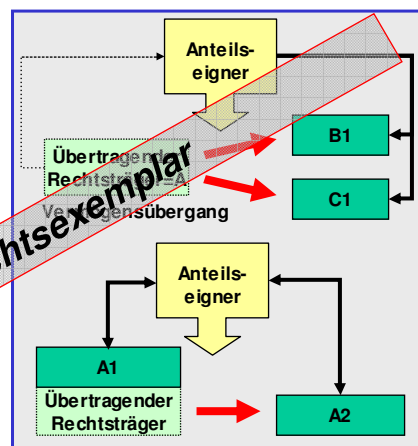 Anteils-
eigner
B1
Übertragender
Rechtsträger=A
C1
Vermögensübergang
htsexemplar
Anteils-
eigner
A1
Übertragender
Rechtsträger
A2